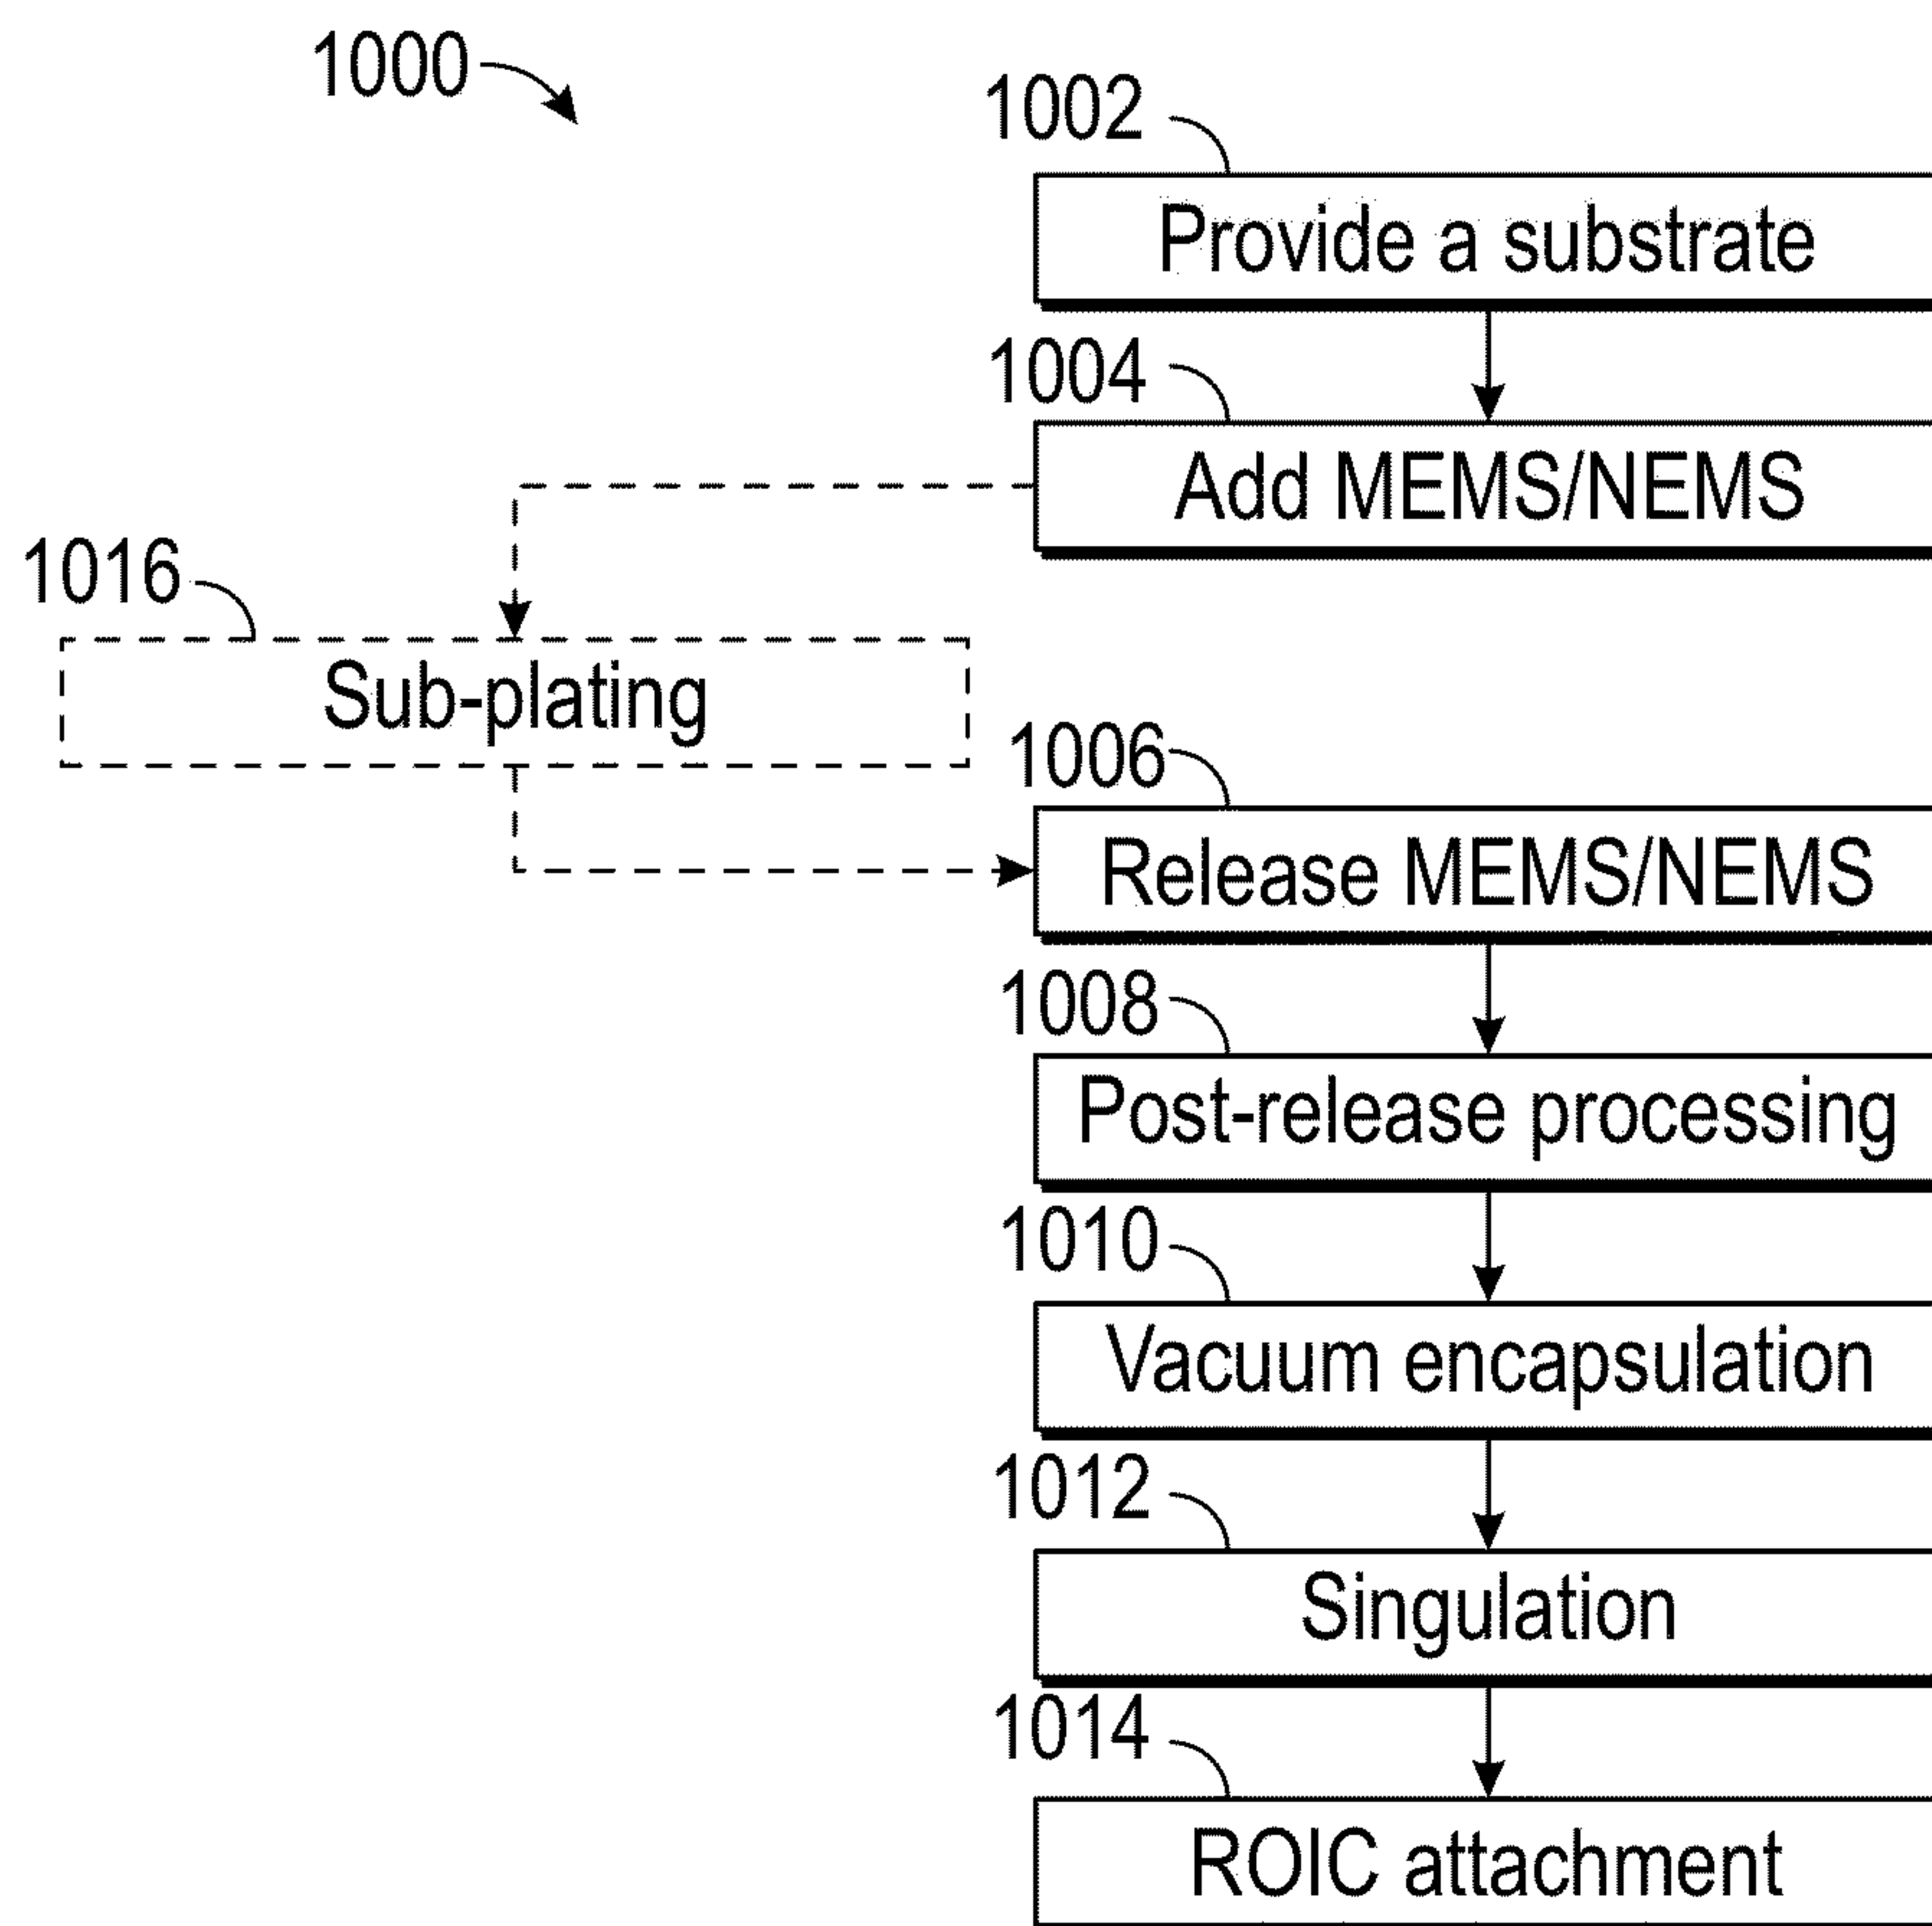 1000
1002
Provide a substrate
1004
Add MEMS/NEMS
1016
Sub-plating
1006
Release MEMS/NEMS
1008
Post-release processing
1010
Vacuum encapsulation
1012
Singulation
1014
ROIC attachment